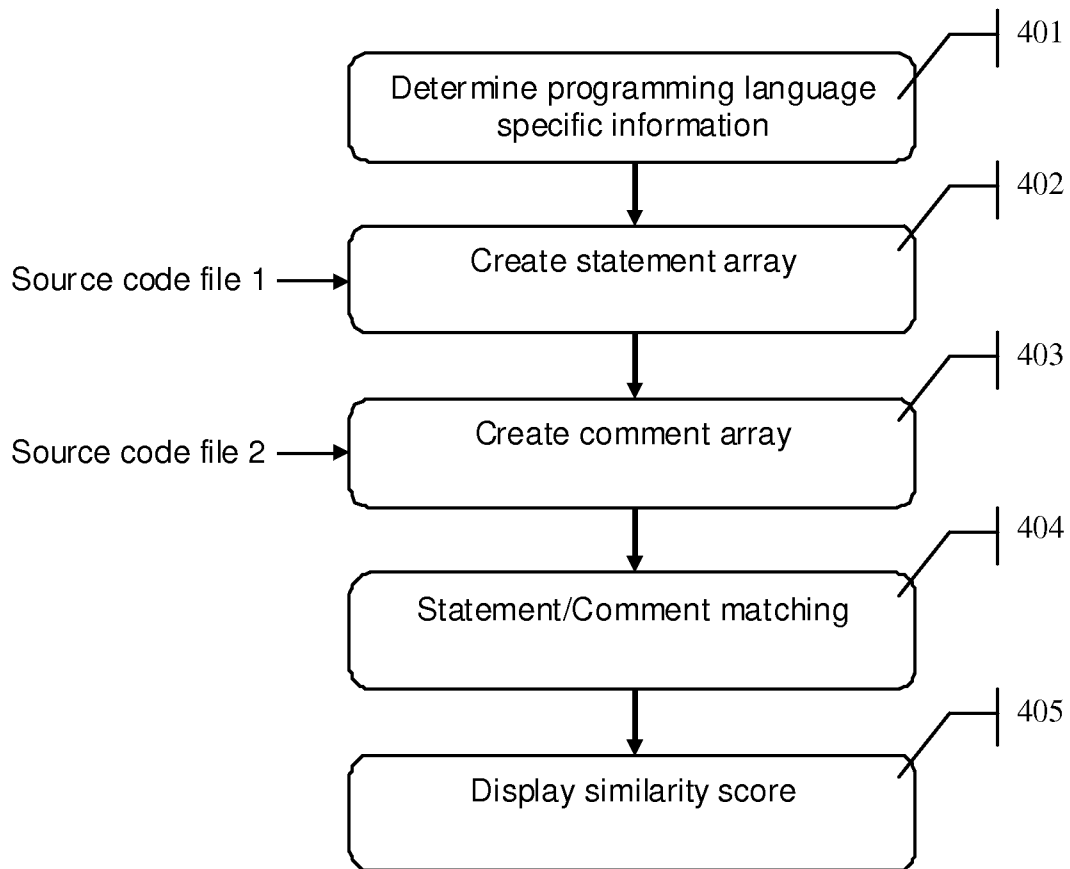 401
Determine programming language
specific information
402
Create statement array
Source code file 1
403
Create comment array
Source code file 2
404
Statement/Comment matching
405
Display similarity score